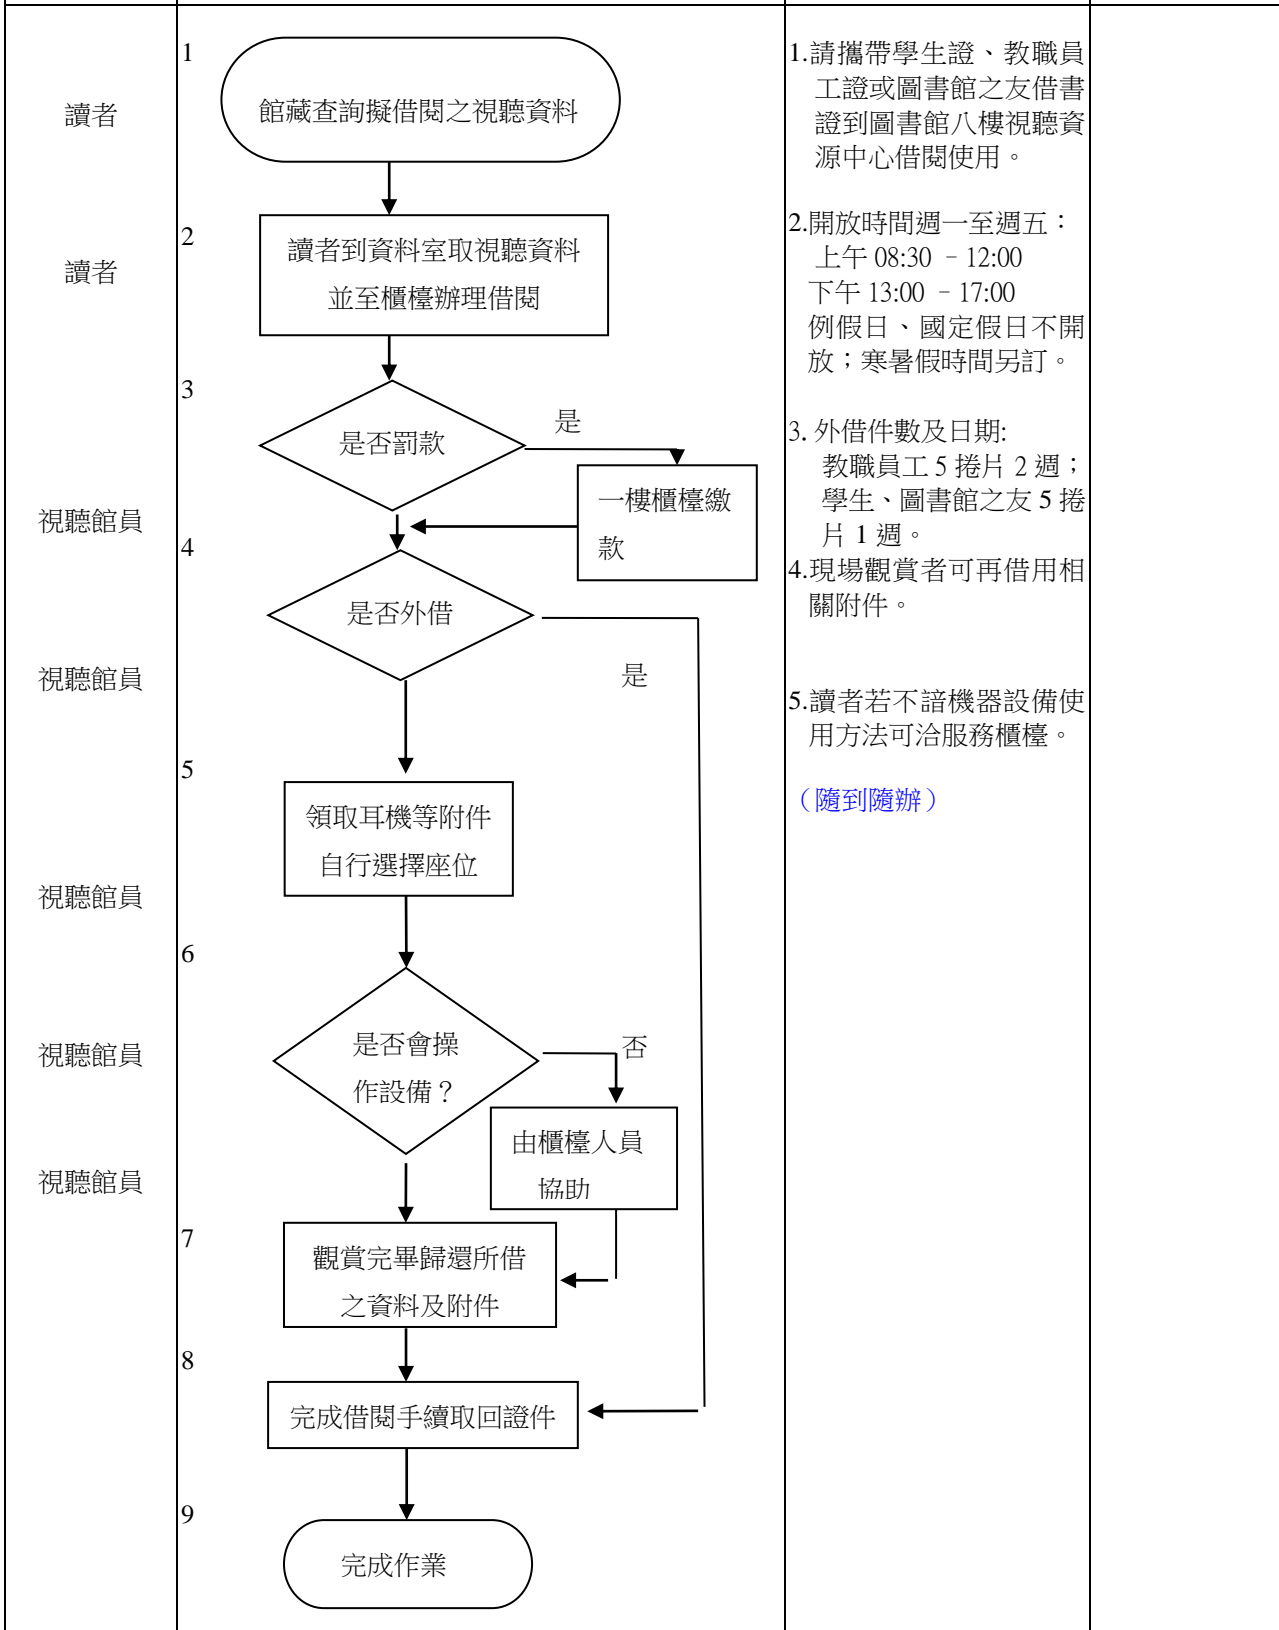 讀者
讀者
視聽館員
視聽館員
視聽館員
視聽館員
視聽館員
1
館藏查詢擬借閱之視聽資料
2
讀者到資料室取視聽資料
並至櫃檯辦理借閱
3
是否罰款
是
一樓櫃檯繳
款
4
是否外借
是
5
領取耳機等附件
自行選擇座位
6
是否會操
作設備？
否
由櫃檯人員
協助
7
觀賞完畢歸還所借
之資料及附件
8
完成借閱手續取回證件
9
完成作業
1.請攜帶學生證、教職員
工證或圖書館之友借書
證到圖書館八樓視聽資
源中心借閱使用。
2.開放時間週一至週五：
上午 08:30 –12:00
下午 13:00 –17:00
例假日、國定假日不開
放；寒暑假時間另訂。
3. 外借件數及日期:
教職員工 5 捲片 2 週；
學生、圖書館之友 5 捲
片 1 週。
4.現場觀賞者可再借用相
關附件。
5.讀者若不諳機器設備使
用方法可洽服務櫃檯。
（隨到隨辦）